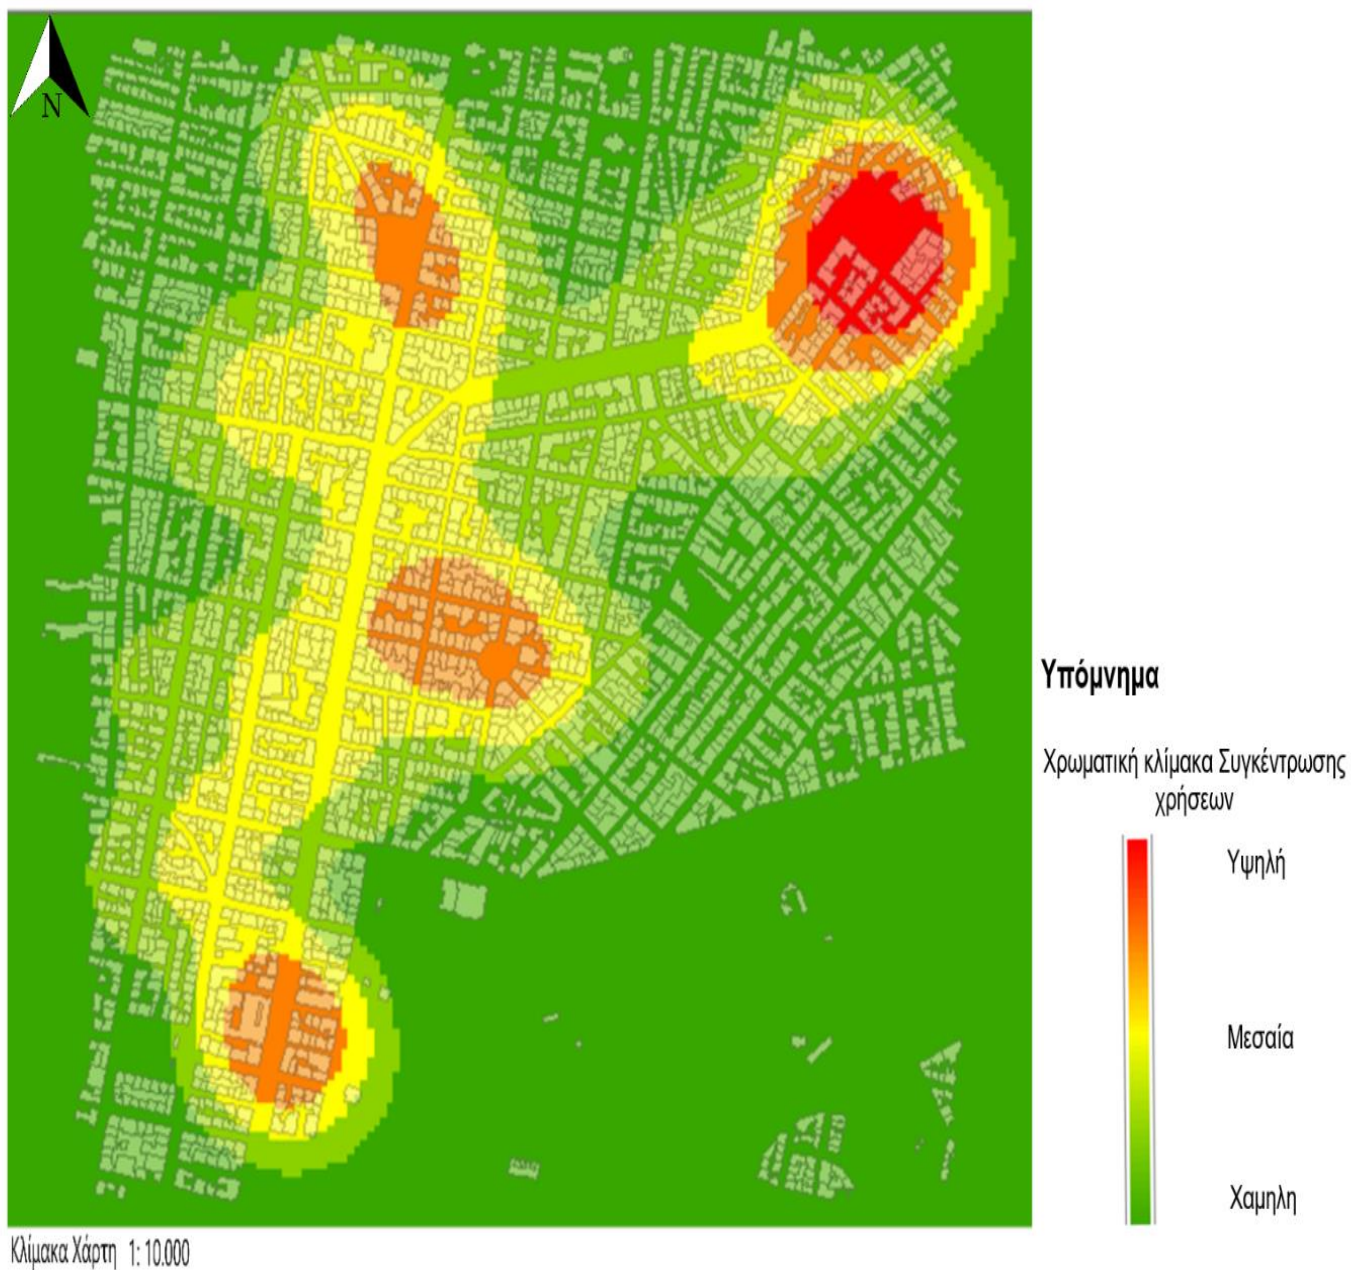 N
Υπόμνημα
Χρωματική κλίμακα Συγκέντρωσης
χρήσεων
Υψηλή
Μεσαία
Χαμηλη
Κλίμακα Χάρτη 1: 10.000